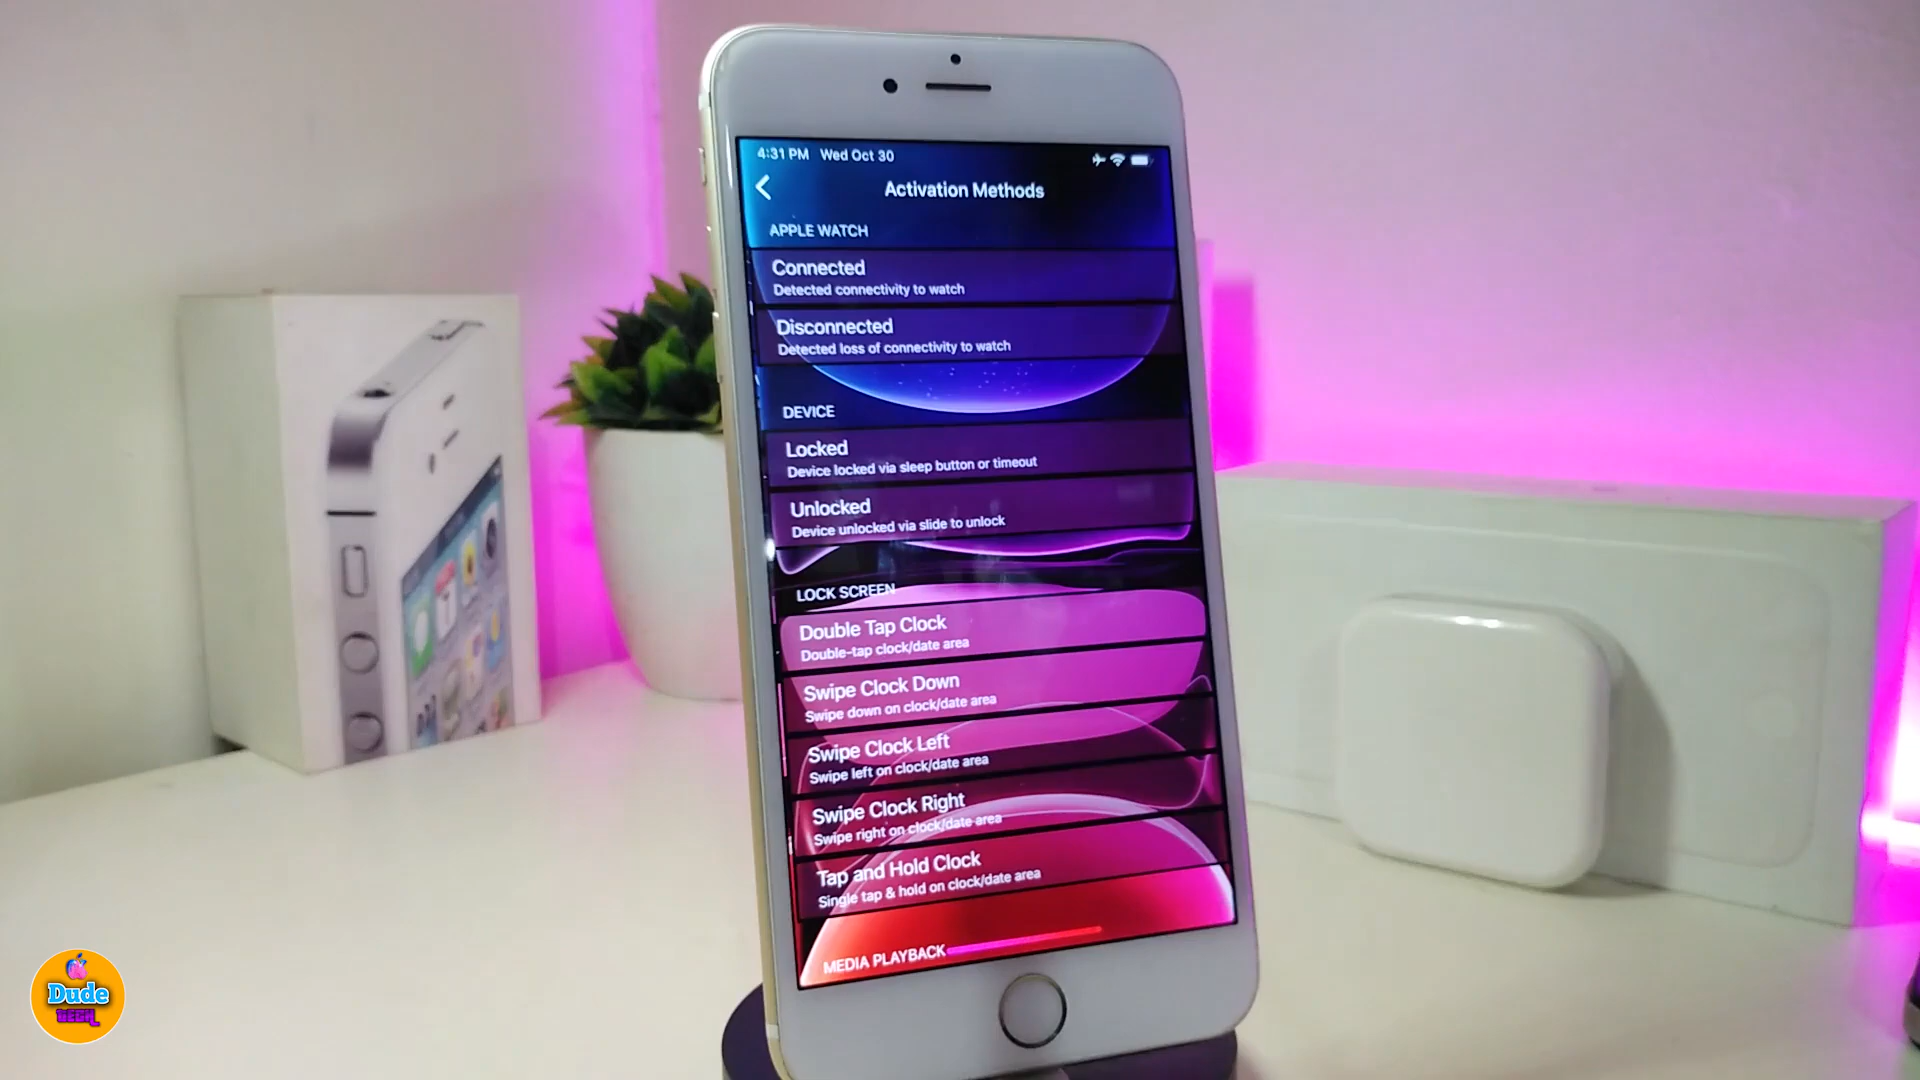 4:31 PM Wed Oct 30
Activation Methods
APPLE WATCH
Connected
Detected connectivity to watch
Disconnected
Detected loss of connectivity to watch
DEVICE
Locked
Device locked via sleep button or timeout
Unlocked
Device unlocked via slide to unlock
LOCK SCREEN
Double Tap Clock
Double-tap clock/date area
Swipe Clock Down
Swipe down on clock/date area
Swipe Clock Left
Swipe left on clock/date area
Swipe Clock Right
Swipe right on clock/date area
Tap and Hold Clock
Single tap & hold on clock/date area
MEDIA PLAYBACK
Dude
GEEK